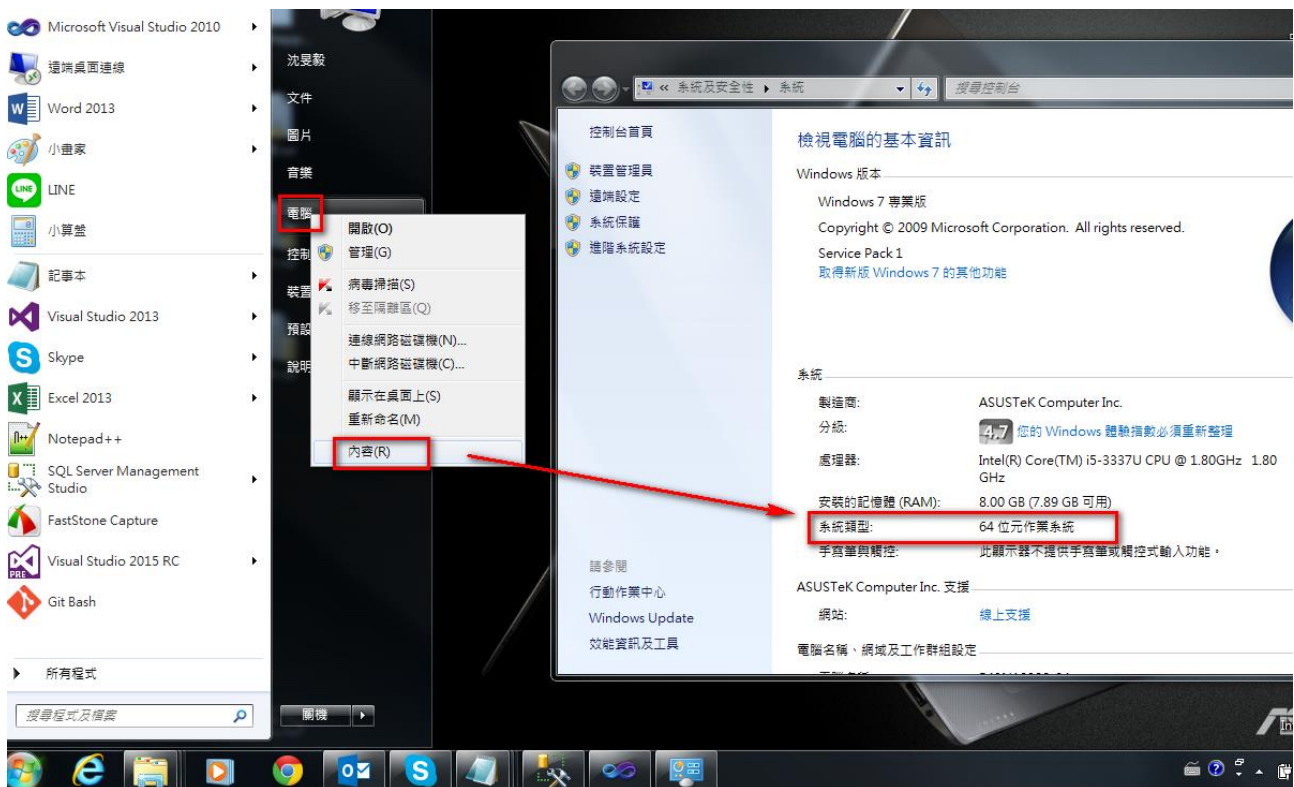 Microsoft Visual Studio 2010
遠端桌面連線
Word 2013
小畫家
LINE
小算盤
記事本
Visual Studio 2013
Skype
Excel 2013
Notepad++
SQL Server Management
Studio
FastStone Capture
Visual Studio 2015 RC
Git Bash
所有程式
搜尋程式及檔案
沈旻毅
文件
圖片
音樂
電腦
控制
裝置
預設
說明
關機
開啟(O)
管理(G)
病毒掃描(S)
移至隔離區(Q)
連線網路磁碟機(N)...
中斷網路磁碟機(C)...
顯示在桌面上(S)
重新命名(M)
內容(R)
« 系統及安全性 ▸ 系統
搜尋控制台
控制台首頁
裝置管理員
遠端設定
系統保護
進階系統設定
請參閱
行動作業中心
Windows Update
效能資訊及工具
檢視電腦的基本資訊
Windows 版本
Windows 7 專業版
Copyright © 2009 Microsoft Corporation. All rights reserved.
Service Pack 1
取得新版 Windows 7 的其他功能
系統
製造商: ASUSTeK Computer Inc.
分級: 4.7 您的 Windows 體驗指數必須重新整理
處理器: Intel(R) Core(TM) i5-3337U CPU @ 1.80GHz 1.80
GHz
安裝的記憶體 (RAM): 8.00 GB (7.89 GB 可用)
系統類型: 64 位元作業系統
手寫筆與觸控: 此顯示器不提供手寫筆或觸控式輸入功能。
ASUSTeK Computer Inc. 支援
網站: 線上支援
電腦名稱、網域及工作群組設定